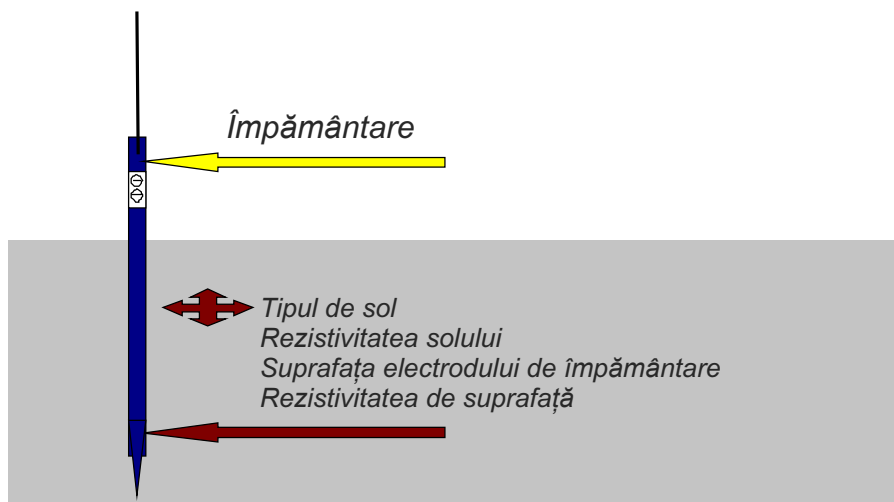 Împământare
Tipul de sol
Rezistivitatea solului
Suprafața electrodului de împământare
Rezistivitatea de suprafață